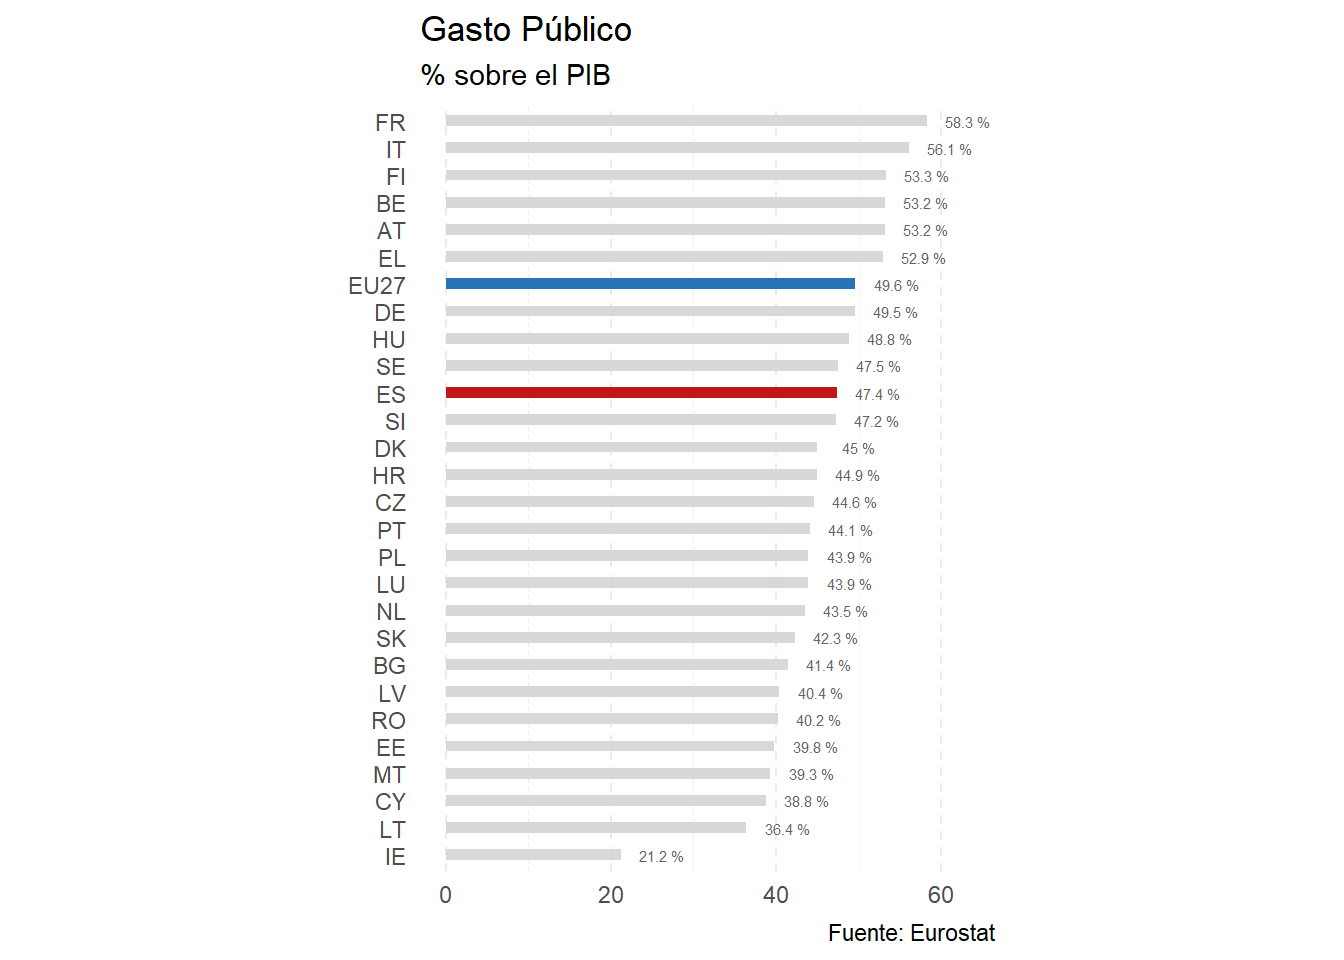 Gasto Público
% sobre el PIB
FR 58.3 %
IT 56.1 %
FI 53.3 %
BE 53.2 %
AT 53.2 %
EL 52.9 %
EU27 49.6 %
DE 49.5 %
HU 48.8 %
SE 47.5 %
ES 47.4 %
SI 47.2 %
DK 45 %
HR 44.9 %
CZ 44.6 %
PT 44.1 %
PL 43.9 %
LU 43.9 %
NL 43.5 %
SK 42.3 %
BG 41.4 %
LV 40.4 %
RO 40.2 %
EE 39.8 %
MT 39.3 %
CY 38.8 %
LT 36.4 %
IE 21.2 %
0 20 40 60
Fuente: Eurostat